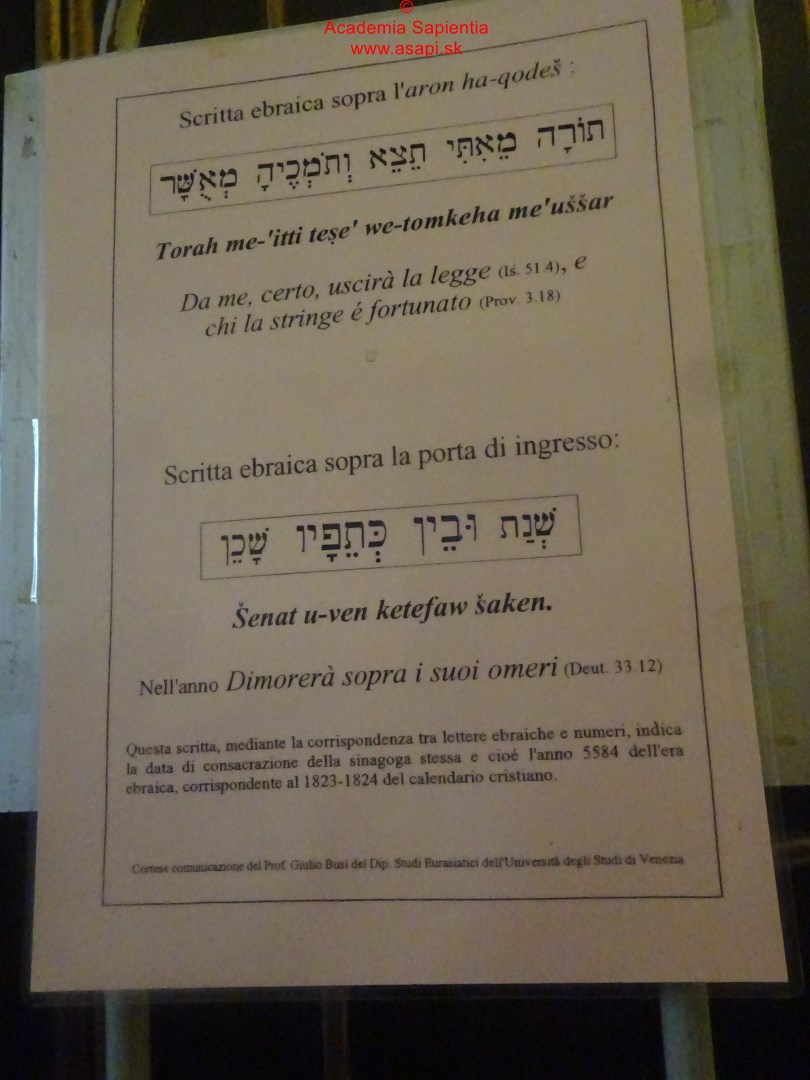 ©
Academia Sapientia
www.asapi.sk
Scritta ebraica sopra l'aron ha-qodeš :
תוֹרָה מֵאִתִּי תֵצֵא וְתֹמְכֶיהָ מְאֻשָּׁר
Torah me-'itti teṣe' we-tomkeha me'uššar
Da me, certo, uscirà la legge (Is. 51.4), e
chi la stringe é fortunato (Prov. 3.18)
Scritta ebraica sopra la porta di ingresso:
שְׁנַת וּבֵין כְּתֵפָיו שָׁכֵן
Šenat u-ven ketefaw šaken.
Nell'anno Dimorerà sopra i suoi omeri (Deut. 33.12)
Questa scritta, mediante la corrispondenza tra lettere ebraiche e numeri, indica
la data di consacrazione della sinagoga stessa e cioé l'anno 5584 dell'era
ebraica, corrispondente al 1823-1824 del calendario cristiano.
Cortese comunicazione del Prof. Giulio Busi del Dip. Studi Eurasiatici dell'Università degli Studi di Venezia